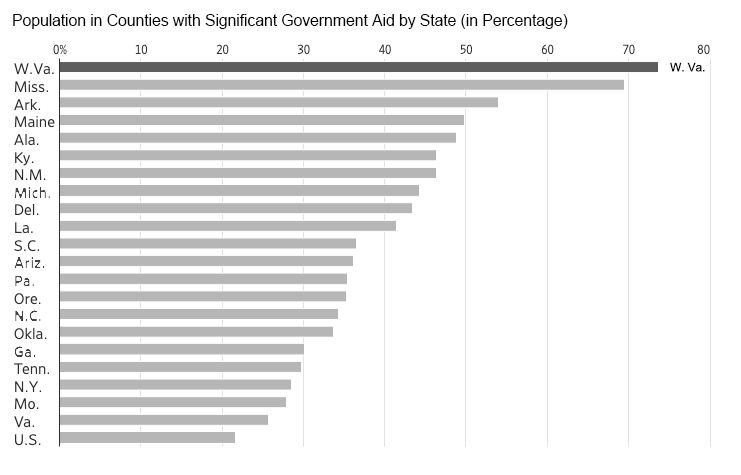 Population in Counties with Significant Government Aid by State (in Percentage)
0% 10 20 30 40 50 60 70 80
W.Va. W. Va.
Miss.
Ark.
Maine
Ala.
Ky.
N.M.
Mich.
Del.
La.
S.C.
Ariz.
Pa.
Ore.
N.C.
Okla.
Ga.
Tenn.
N.Y.
Mo.
Va.
U.S.